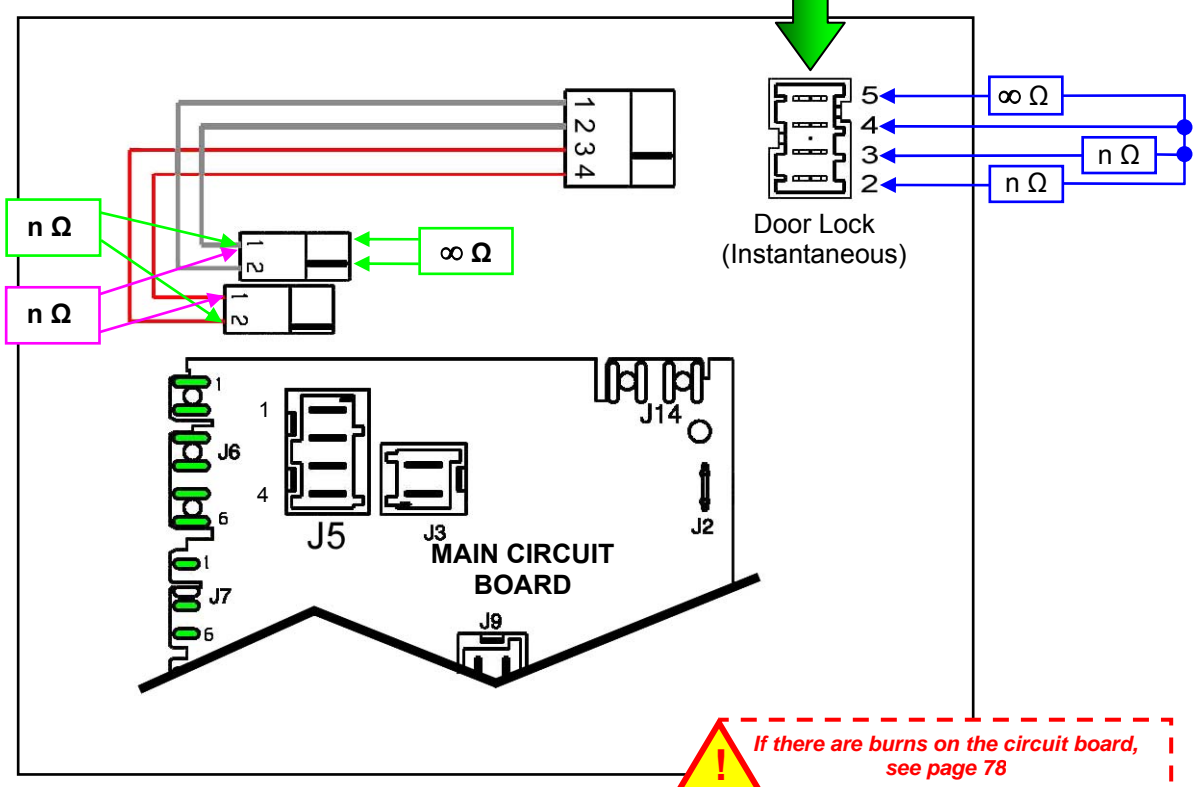 1
2
3
4
5
4
3
2
∞ Ω
n Ω
n Ω
Door Lock
(Instantaneous)
n Ω
n Ω
1
2
∞ Ω
1
2
1
J6
6
1
J7
6
1
4
J5
J3
J14
J2
MAIN CIRCUIT
BOARD
J9
!
If there are burns on the circuit board,
see page 78